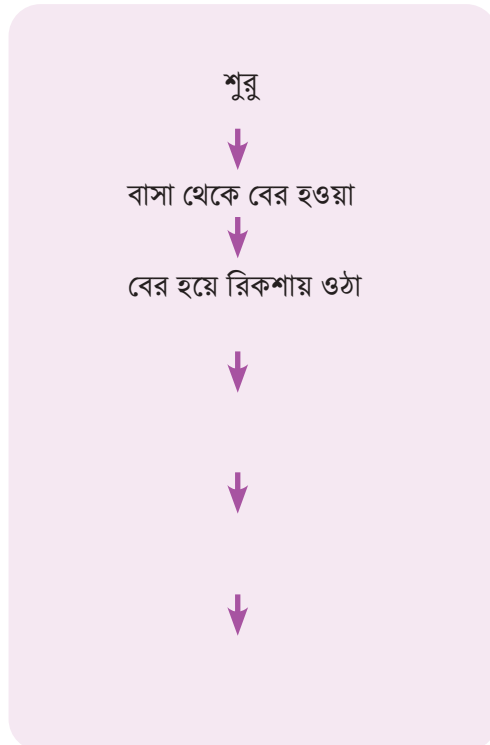 শুরু
বাসা থেকে বের হওয়া
বের হয়ে রিকশায় ওঠা